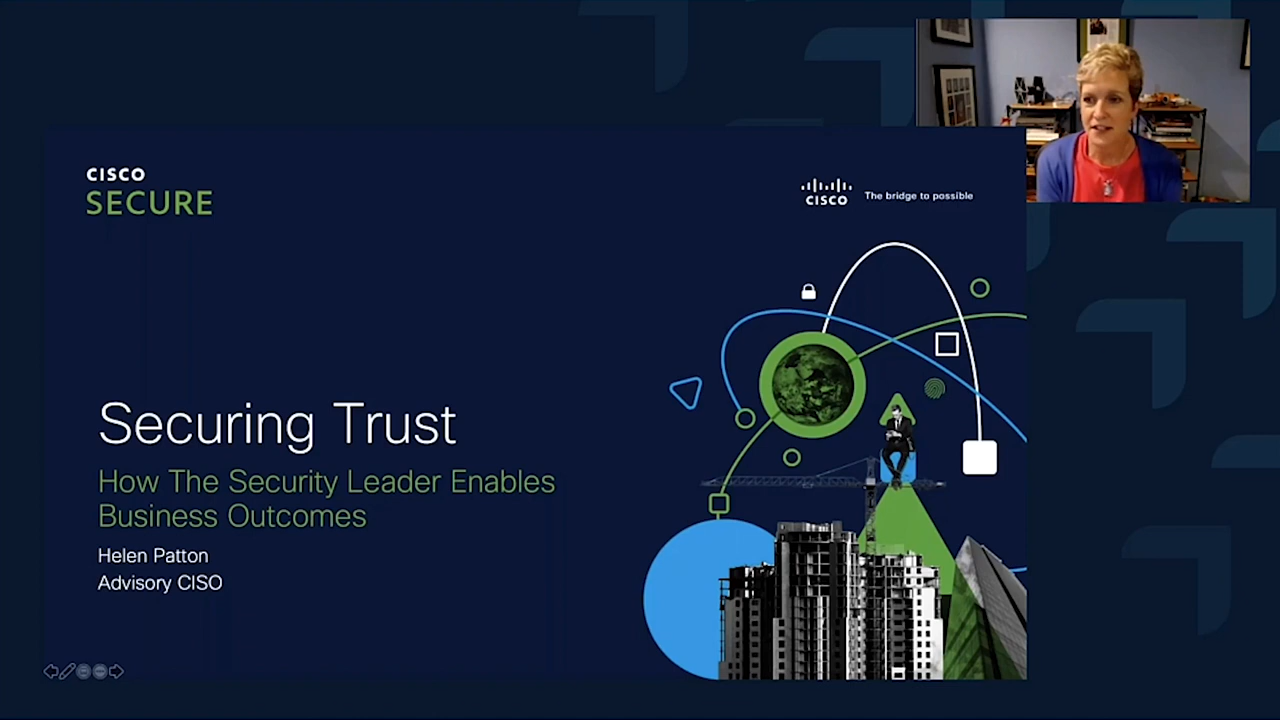 CISCO
SECURE
CISCO
The bridge to possible
Securing Trust
How The Security Leader Enables
Business Outcomes
Helen Patton
Advisory CISO